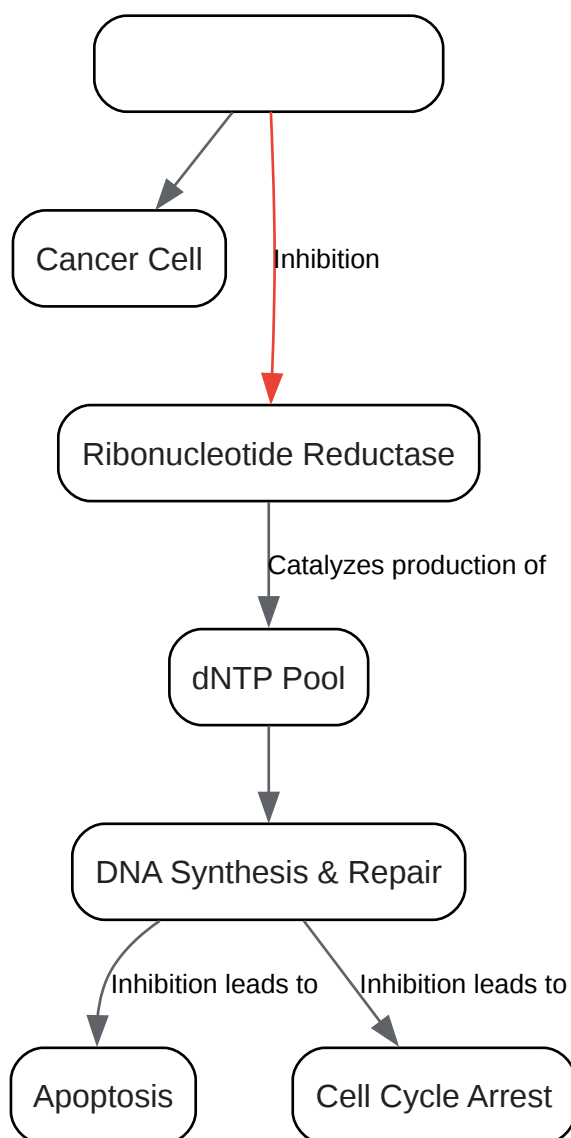 Cancer Cell
Inhibition
Ribonucleotide Reductase
Catalyzes production of
dNTP Pool
DNA Synthesis & Repair
Inhibition leads to
Inhibition leads to
Apoptosis
Cell Cycle Arrest